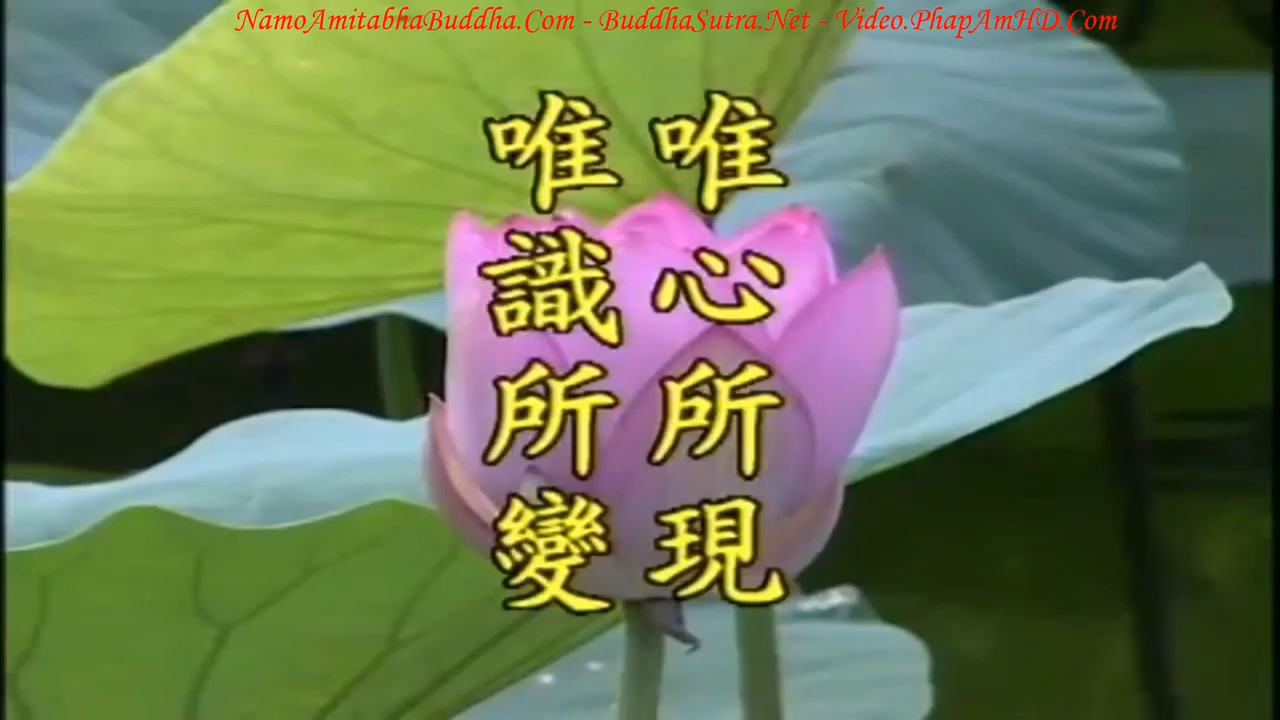 NamoAmitabhaBuddha.Com - BuddhaSutra.Net - Video.PhapAmHD.Com
唯心所現
唯識所變